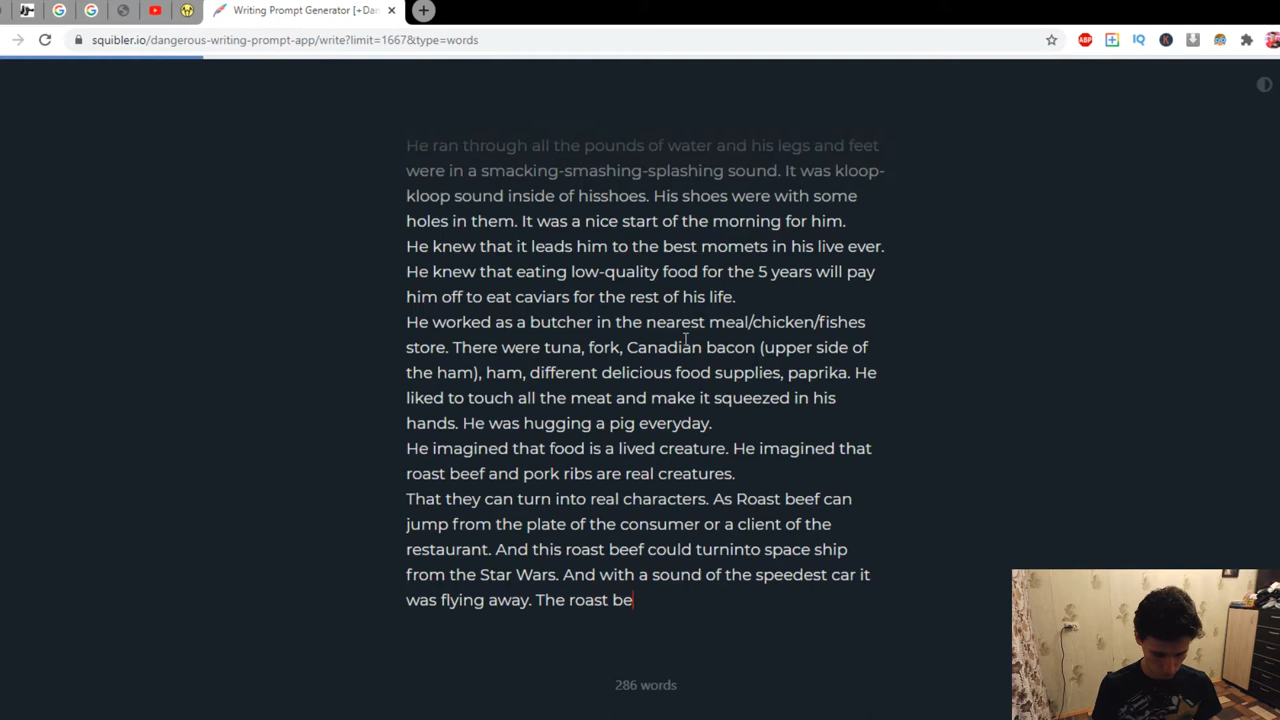 Writing Prompt Generator [+Dan
squibler.io/dangerous-writing-prompt-app/write?limit=1667&type=words
ABP
IQ
K
He ran through all the pounds of water and his legs and feet
were in a smacking-smashing-splashing sound. It was kloop-
kloop sound inside of hisshoes. His shoes were with some
holes in them. It was a nice start of the morning for him.
He knew that it leads him to the best momets in his live ever.
He knew that eating low-quality food for the 5 years will pay
him off to eat caviars for the rest of his life.
He worked as a butcher in the nearest meal/chicken/fishes
store. There were tuna, fork, Canadian bacon (upper side of
the ham), ham, different delicious food supplies, paprika. He
liked to touch all the meat and make it squeezed in his
hands. He was hugging a pig everyday.
He imagined that food is a lived creature. He imagined that
roast beef and pork ribs are real creatures.
That they can turn into real characters. As Roast beef can
jump from the plate of the consumer or a client of the
restaurant. And this roast beef could turninto space ship
from the Star Wars. And with a sound of the speedest car it
was flying away. The roast be
286 words